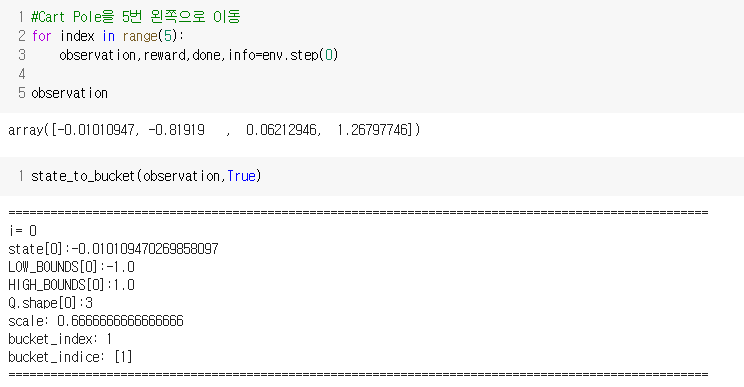 1 #Cart Pole을 5번 왼쪽으로 이동
2 for index in range(5):
3     observation,reward,done,info=env.step(0)
4
5 observation
array([-0.01010947, -0.81919   ,  0.06212946,  1.26797746])
1 state_to_bucket(observation,True)
====================================================================================================
i= 0
state[0]:-0.010109470269858097
LOW_BOUNDS[0]:-1.0
HIGH_BOUNDS[0]:1.0
Q.shape[0]:3
scale: 0.6666666666666666
bucket_index: 1
bucket_indice: [1]
====================================================================================================